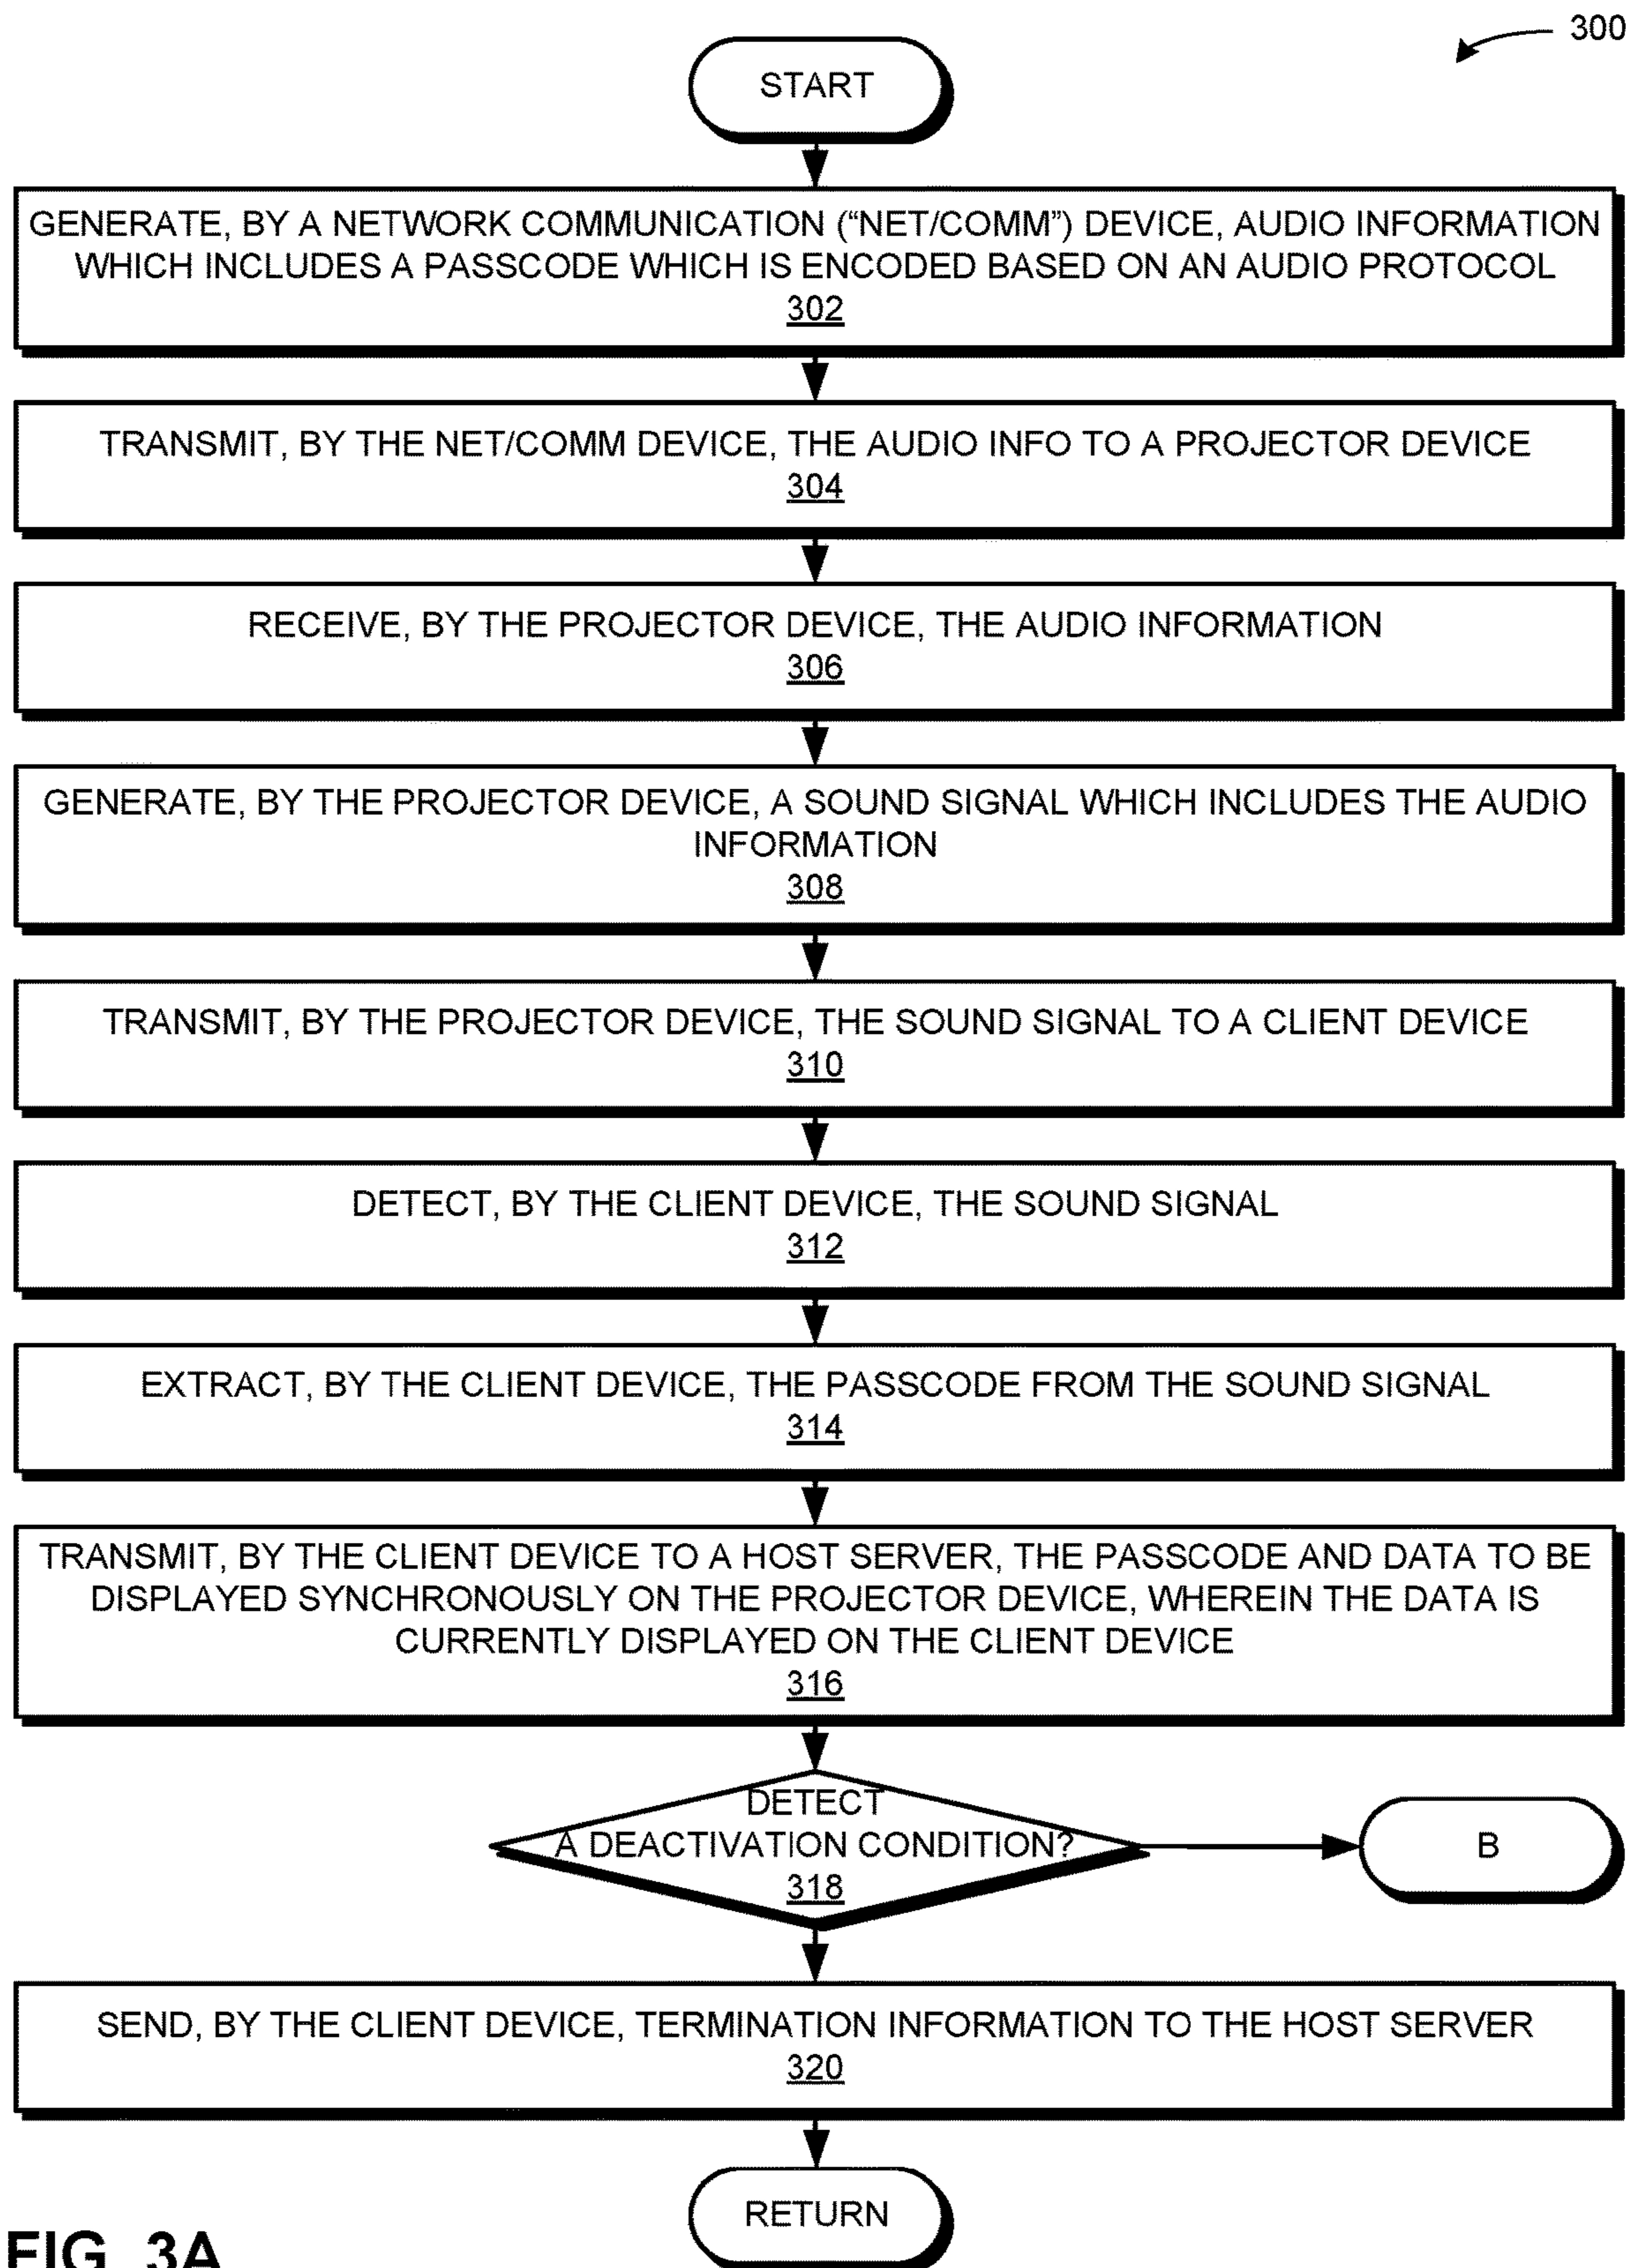 300
START
GENERATE, BY A NETWORK COMMUNICATION (“NET/COMM”) DEVICE, AUDIO INFORMATION
WHICH INCLUDES A PASSCODE WHICH IS ENCODED BASED ON AN AUDIO PROTOCOL
302
TRANSMIT, BY THE NET/COMM DEVICE, THE AUDIO INFO TO A PROJECTOR DEVICE
304
RECEIVE, BY THE PROJECTOR DEVICE, THE AUDIO INFORMATION
306
GENERATE, BY THE PROJECTOR DEVICE, A SOUND SIGNAL WHICH INCLUDES THE AUDIO
INFORMATION
308
TRANSMIT, BY THE PROJECTOR DEVICE, THE SOUND SIGNAL TO A CLIENT DEVICE
310
DETECT, BY THE CLIENT DEVICE, THE SOUND SIGNAL
312
EXTRACT, BY THE CLIENT DEVICE, THE PASSCODE FROM THE SOUND SIGNAL
314
TRANSMIT, BY THE CLIENT DEVICE TO A HOST SERVER, THE PASSCODE AND DATA TO BE
DISPLAYED SYNCHRONOUSLY ON THE PROJECTOR DEVICE, WHEREIN THE DATA IS
CURRENTLY DISPLAYED ON THE CLIENT DEVICE
316
DETECT
A DEACTIVATION CONDITION?
318
B
SEND, BY THE CLIENT DEVICE, TERMINATION INFORMATION TO THE HOST SERVER
320
RETURN
FIG. 3A